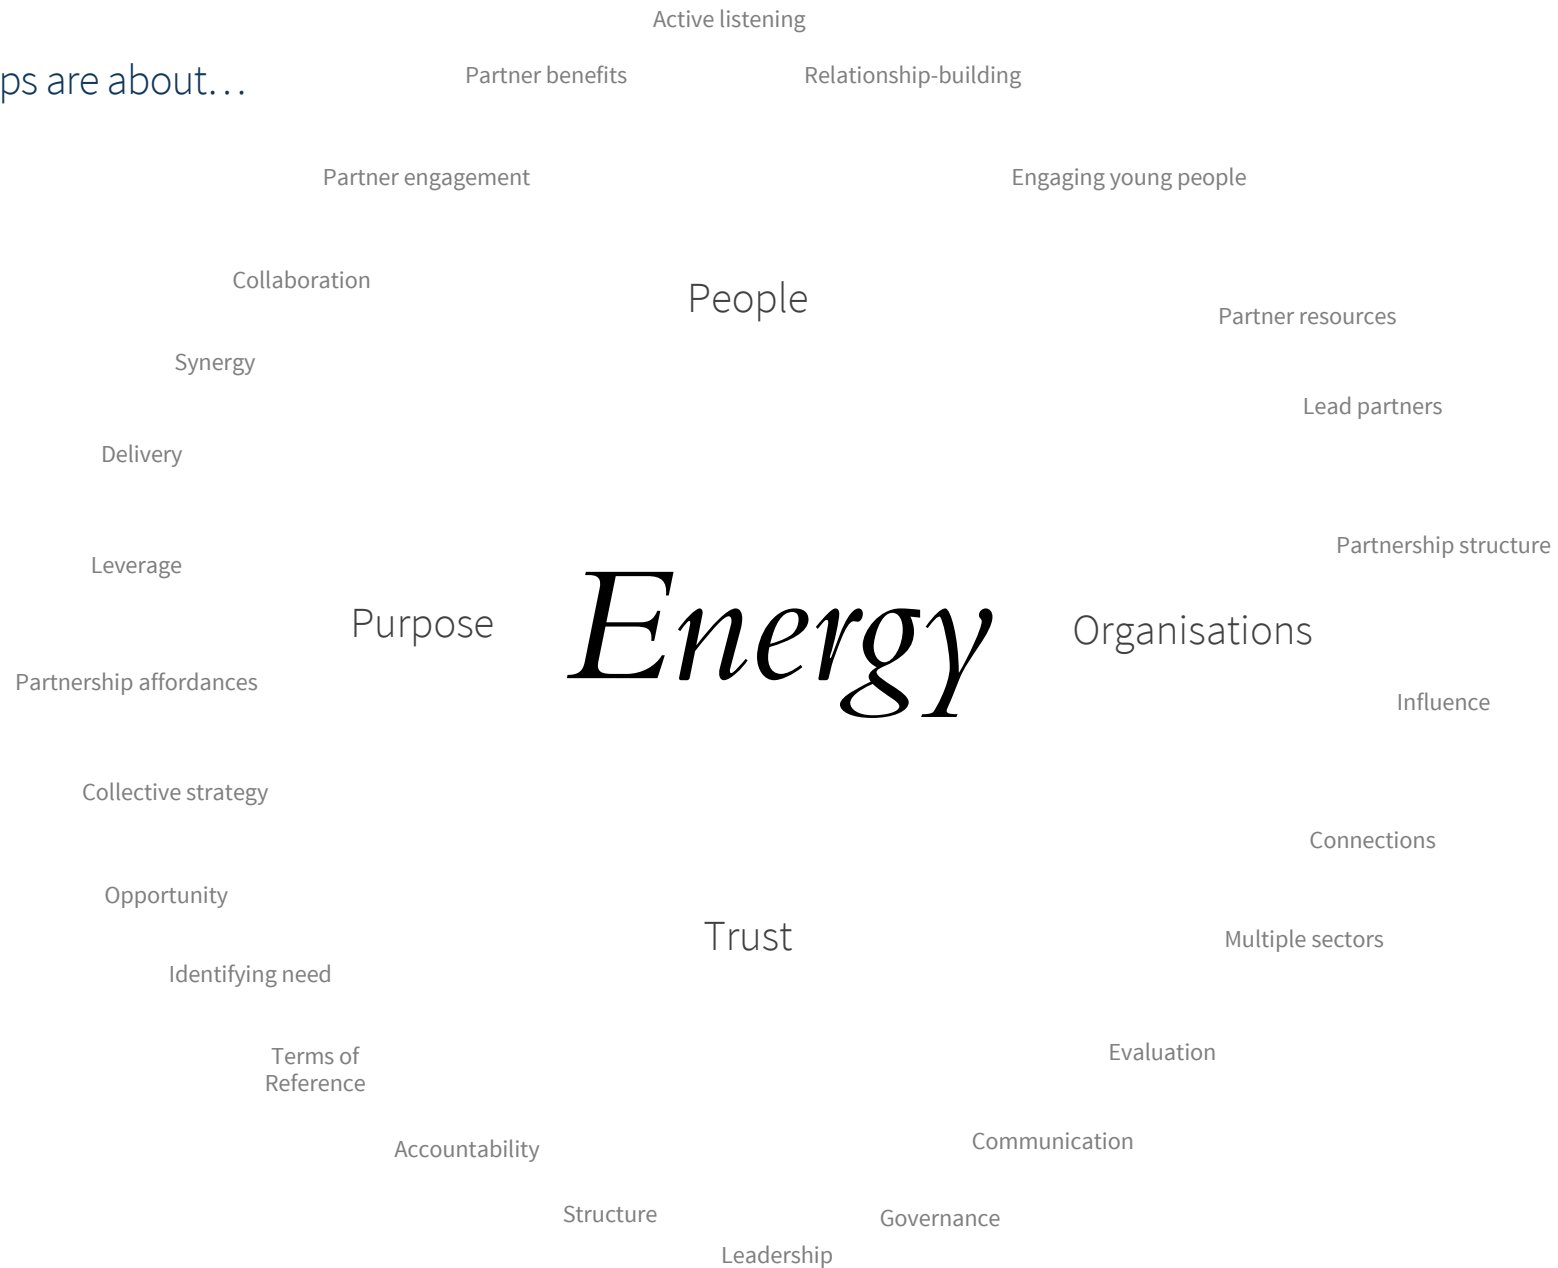 Active listening
ps are about…
Partner benefits
Relationship-building
Partner engagement
Engaging young people
Collaboration
People
Partner resources
Synergy
Lead partners
Delivery
Partnership structure
Leverage
Purpose
Energy
Organisations
Partnership affordances
Influence
Collective strategy
Connections
Opportunity
Trust
Multiple sectors
Identifying need
Terms of
Reference
Evaluation
Accountability
Communication
Structure
Governance
Leadership